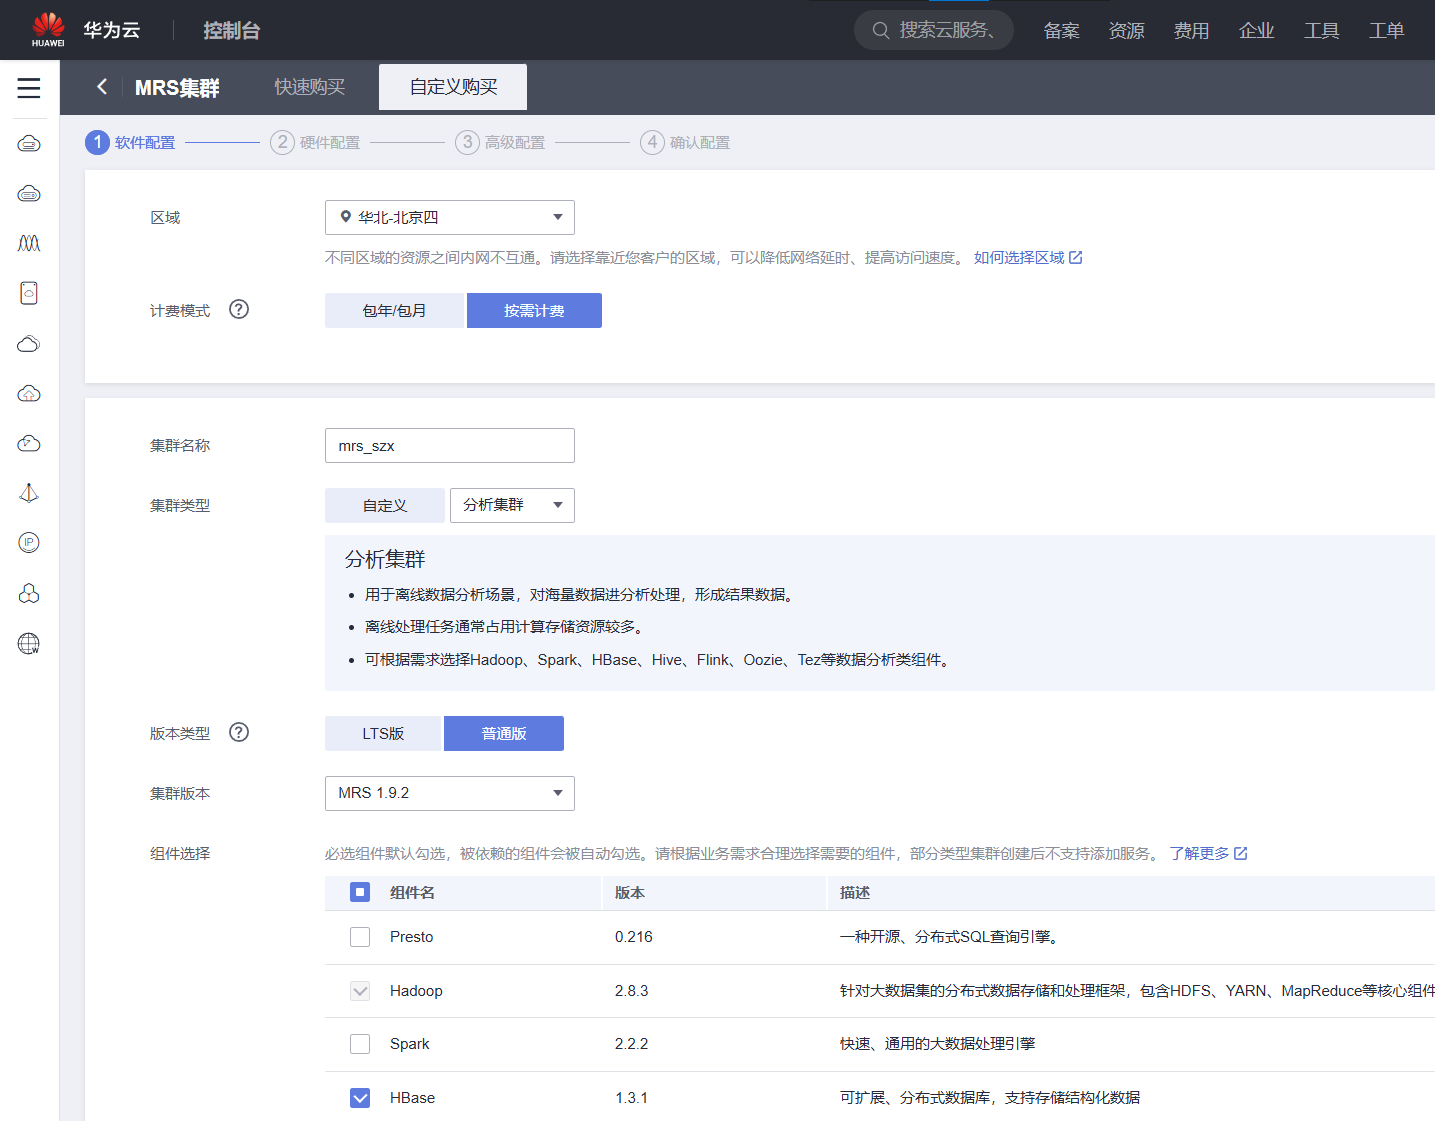 HUAWEI 华为云 控制台 搜索云服务、 备案 资源 费用 企业 工具 工单
MRS集群 快速购买 自定义购买
1 软件配置 2 硬件配置 3 高级配置 4 确认配置
区域 华北-北京四
不同区域的资源之间内网不互通。请选择靠近您客户的区域，可以降低网络延时、提高访问速度。 如何选择区域
计费模式 ? 包年/包月 按需计费
集群名称 mrs_szx
集群类型 自定义 分析集群
分析集群
• 用于离线数据分析场景，对海量数据进分析处理，形成结果数据。
• 离线处理任务通常占用计算存储资源较多。
• 可根据需求选择Hadoop、Spark、HBase、Hive、Flink、Oozie、Tez等数据分析类组件。
IP
W
版本类型 ? LTS版 普通版
集群版本 MRS 1.9.2
组件选择 必选组件默认勾选，被依赖的组件会被自动勾选。请根据业务需求合理选择需要的组件，部分类型集群创建后不支持添加服务。 了解更多
组件名 版本 描述
Presto 0.216 一种开源、分布式SQL查询引擎。
Hadoop 2.8.3 针对大数据集的分布式数据存储和处理框架，包含HDFS、YARN、MapReduce等核心组件
Spark 2.2.2 快速、通用的大数据处理引擎
HBase 1.3.1 可扩展、分布式数据库，支持存储结构化数据